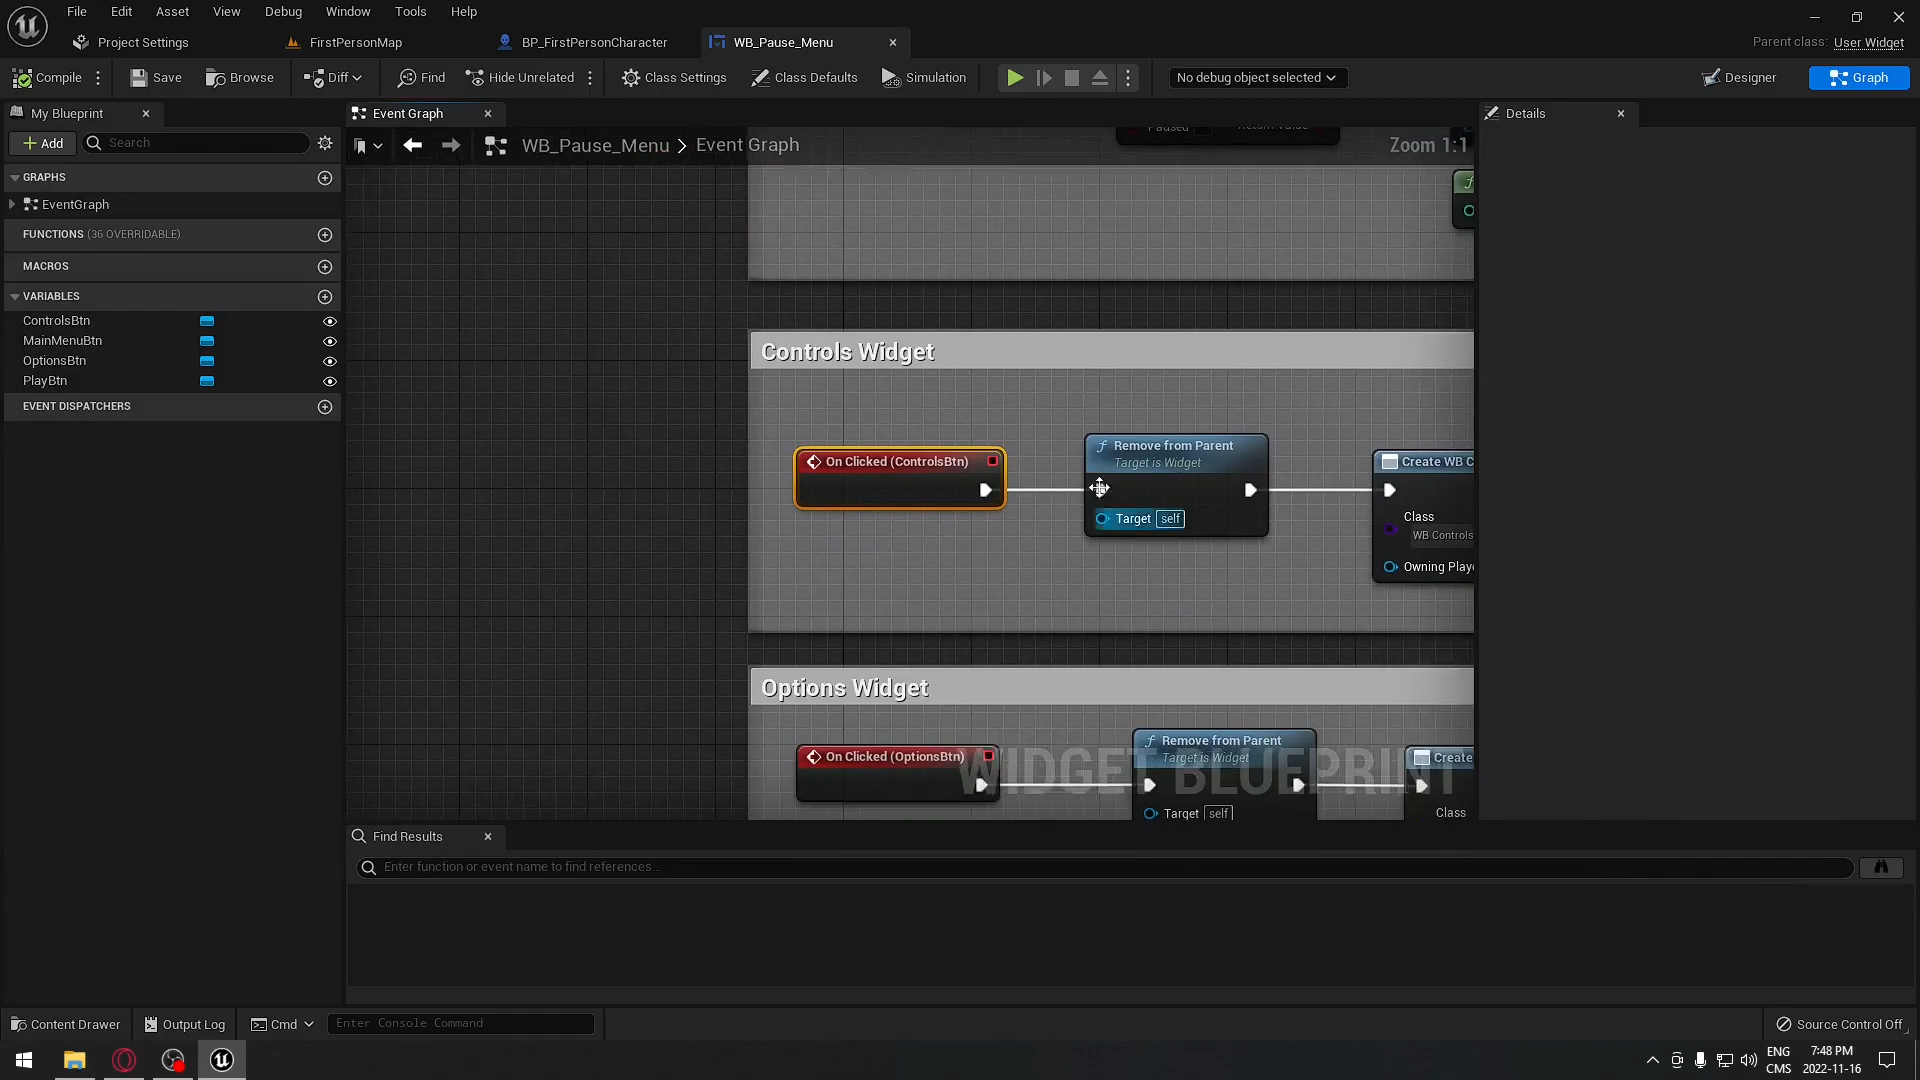 File Edit Asset View Debug Window Tools Help
Project Settings FirstPersonMap BP_FirstPersonCharacter WB_Pause_Menu Parent class: User Widget
Compile Save Browse Diff Find Hide Unrelated Class Settings Class Defaults Simulation No debug object selected Designer Graph
My Blueprint Event Graph Details
Add Search WB_Pause_Menu > Event Graph Zoom 1:1
GRAPHS
EventGraph
FUNCTIONS (36 OVERRIDABLE)
MACROS
VARIABLES
ControlsBtn
MainMenuBtn
OptionsBtn
PlayBtn
EVENT DISPATCHERS
Controls Widget
On Clicked (ControlsBtn)
Remove from Parent
Target is Widget
Target self
Create WB C
Class
WB Controls
Owning Playe
Options Widget
On Clicked (OptionsBtn)
Remove from Parent
Target is Widget
Target self
Create
Class
WIDGET BLUEPRINT
Find Results
Enter function or event name to find references...
Content Drawer Output Log Cmd Enter Console Command Source Control Off
ENG 7:48 PM
CMS 2022-11-16